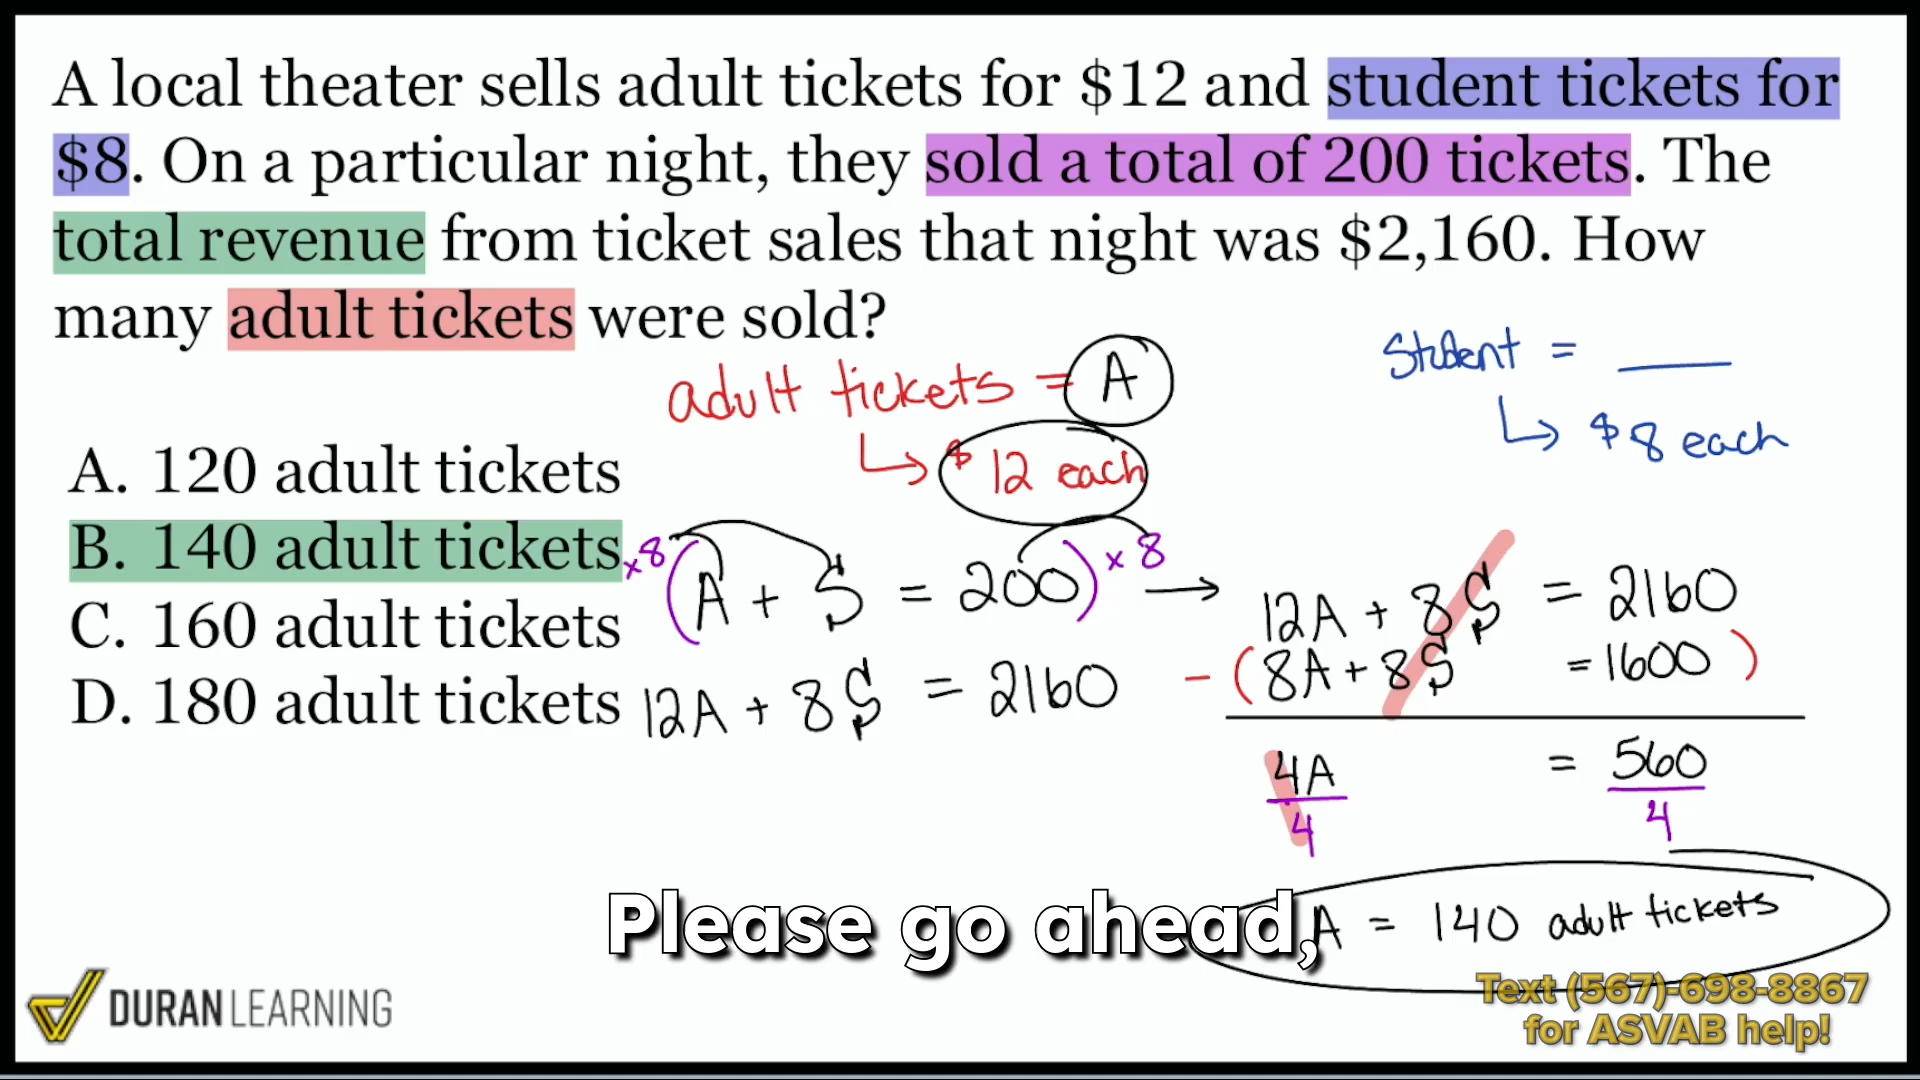 A local theater sells adult tickets for $12 and student tickets for
$8. On a particular night, they sold a total of 200 tickets. The
total revenue from ticket sales that night was $2,160. How
many adult tickets were sold?
adult tickets = A
↳ $12 each
Student = ____
↳ $8 each
A. 120 adult tickets
B. 140 adult tickets
C. 160 adult tickets
D. 180 adult tickets
×8 (A + S = 200) ×8 →
12A + 8S = 2160
12A + 8S = 2160
- (8A + 8S = 1600)
4A = 560
4 4
A = 140 adult tickets
Please go ahead,
DURAN LEARNING
Text (567)-698-8867
for ASVAB help!